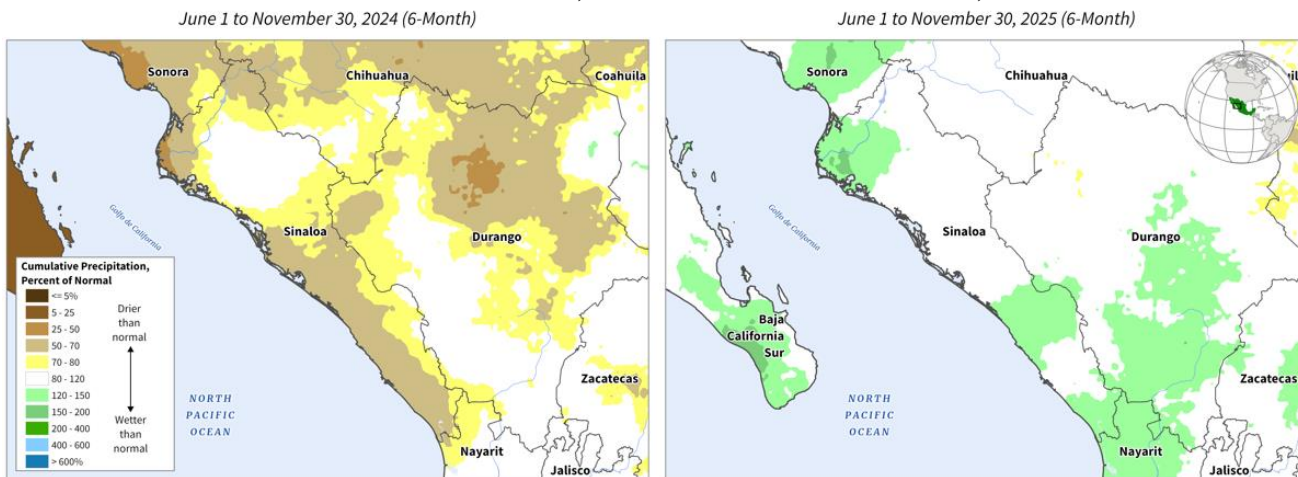 June 1 to November 30, 2024 (6-Month)
Sonora
Chihuahua
Coahuila
Golfo de California
Sinaloa
Durango
Cumulative Precipitation,
Percent of Normal
<= 5%
5 - 25
25 - 50
50 - 70
70 - 80
80 - 120
120 - 150
150 - 200
200 - 400
400 - 600
> 600%
Drier
than
normal
Wetter
than
normal
Zacatecas
NORTH
PACIFIC
OCEAN
Nayarit
Jalisco
June 1 to November 30, 2025 (6-Month)
Sonora
Chihuahua
Golfo de California
Sinaloa
Durango
Baja
California
Sur
Zacatecas
NORTH
PACIFIC
OCEAN
Nayarit
Jalisco